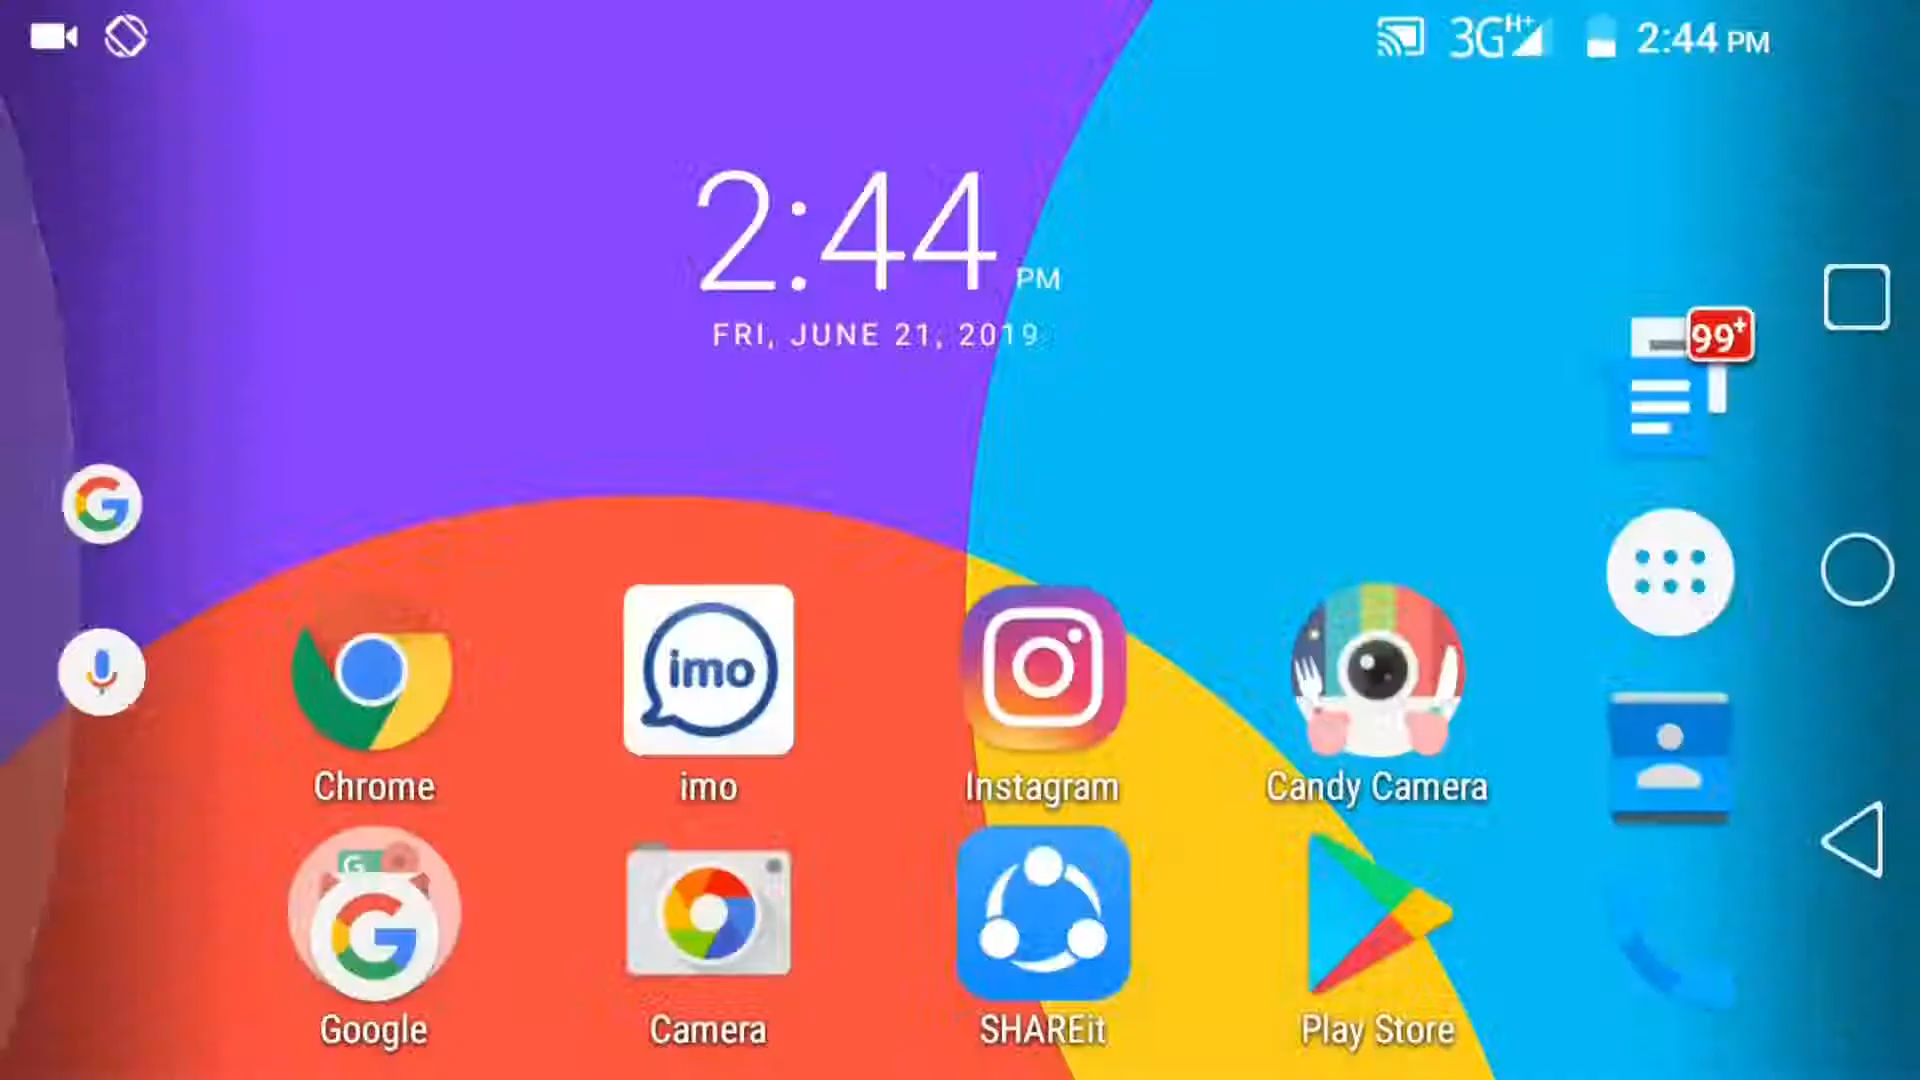 3G H+ 2:44 PM
2:44 PM
FRI, JUNE 21, 2019
99+
imo
Chrome
imo
Instagram
Candy Camera
Google
Camera
SHAREit
Play Store